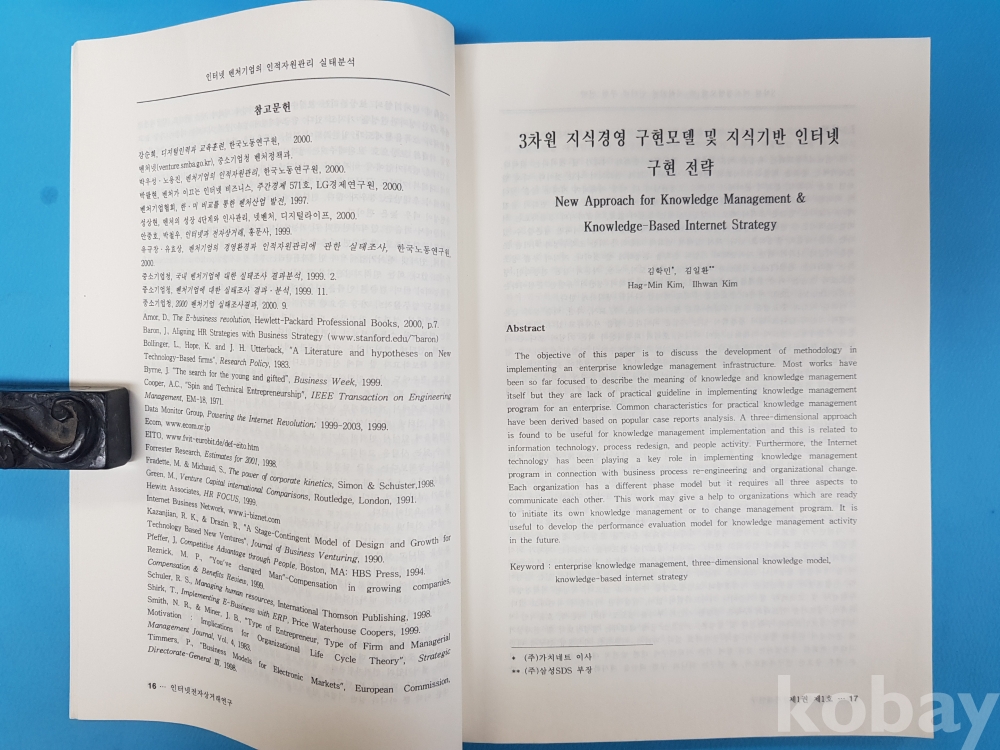 인터넷 벤처기업의 인적자원관리 실태분석
참고문헌
강순희, 디지털인력과 교육훈련, 한국노동연구원, 2000.
벤처넷(venture.smba.go.kr), 중소기업청 벤처정책과.
박우성·노용진, 벤처기업의 인적자원관리, 한국노동연구원, 2000.
박팔현, 벤처가 이끄는 인터넷 비즈니스, 주간경제 571호, LG경제연구원, 2000.
벤처기업협회, 한·미 비교를 통한 벤처산업 발전, 1997.
성상현, 벤처의 성장 4단계와 인사관리, 넷벤처, 디지털라이프, 2000.
안중호, 박철우, 인터넷과 전자상거래, 홍문사, 1999.
유규창·유효상, 벤처기업의 경영환경과 인적자원관리에 관한 실태조사, 한국노동연구원
2000.
중소기업청, 국내 벤처기업에 대한 실태조사 결과분석, 1999. 2.
중소기업청, 벤처기업에 대한 실태조사 결과·분석, 1999. 11.
중소기업청, 2000 벤처기업 실태조사결과, 2000. 9.
Amor, D., The E-business revolution, Hewlett-Packard Professional Books, 2000, p.7.
Baron, J., Aligning HR Strategies with Business Strategy (www.stanford.edu/~baron)
Bollinger, L., Hope, K. and J. H. Utterback, "A Literature and hypotheses on New
Technology-Based firms", Research Policy, 1983.
Byrne, J. "The search for the young and gifted", Business Week, 1999.
Cooper, A.C., "Spin and Technical Entrepreneurship", IEEE Transaction on Engineering
Management, EM-18, 1971.
Data Monitor Group, Powering the Internet Revolution; 1999-2003, 1999.
Ecom, www.ecom.or.jp
EITO, www.fvit-eurobit.de/def-eito.htm
Forrester Research, Estimates for 2001, 1998.
Fradette, M. & Michaud, S., The power of corporate kinetics, Simon & Schuster,1998.
Green, M., Venture Capital international Comparisons, Routledge, London, 1991.
Hewitt Associates, HR FOCUS, 1999.
Internet Business Network, www.i-biznet.com
Kazanjian, R. K., & Drazin. R., "A Stage-Contingent Model of Design and Growth for
Technology Based New Ventures", Journal of Business Venturing, 1990.
Pfeffer, J, Competitive Advantage through People, Boston, MA: HBS Press, 1994.
Reznick, M. P., "You've changed Man"-Compensation in growing companies,
Compensation & Benefits Review, 1999.
Schuler, R. S., Managing human resources, International Thomson Publishing, 1998.
Shirk, T., Implementing E-Business with ERP. Price Waterhouse Coopers, 1999.
Smith, N. R., & Miner, J. B., "Type of Entrepreneur, Type of Firm and Managerial
Motivation : Implications for Organizational Life Cycle Theory", Strategic
Management Journal, Vol. 4, 1983.
Timmers, P., "Business Models for Electronic Markets", European Commission,
Directorate-General III, 1998.
16 … 인터넷전자상거래연구
3차원 지식경영 구현모델 및 지식기반 인터넷
구현 전략
New Approach for Knowledge Management &
Knowledge-Based Internet Strategy
김학민*, 김일환**
Hag-Min Kim, Ilhwan Kim
Abstract
The objective of this paper is to discuss the development of methodology in
implementing an enterprise knowledge management infrastructure. Most works have
been so far focused to describe the meaning of knowledge and knowledge management
itself but they are lack of practical guideline in implementing knowledge management
program for an enterprise. Common characteristics for practical knowledge management
have been derived based on popular case reports analysis. A three-dimensional approach
is found to be useful for knowledge management implementation and this is related to
information technology, process redesign, and people activity. Furthermore, the Internet
technology has been playing a key role in implementing knowledge management
program in connection with business process re-engineering and organizational change.
Each organization has a different phase model but it requires all three aspects to
communicate each other. This work may give a help to organizations which are ready
to initiate its own knowledge management or to change management program. It is
useful to develop the performance evaluation model for knowledge management activity
in the future.
Keyword : enterprise knowledge management, three-dimensional knowledge model,
knowledge-based internet strategy
* (주)가치네트 이사
** (주)삼성SDS 부장
제1권 제1호 … 17
kobay